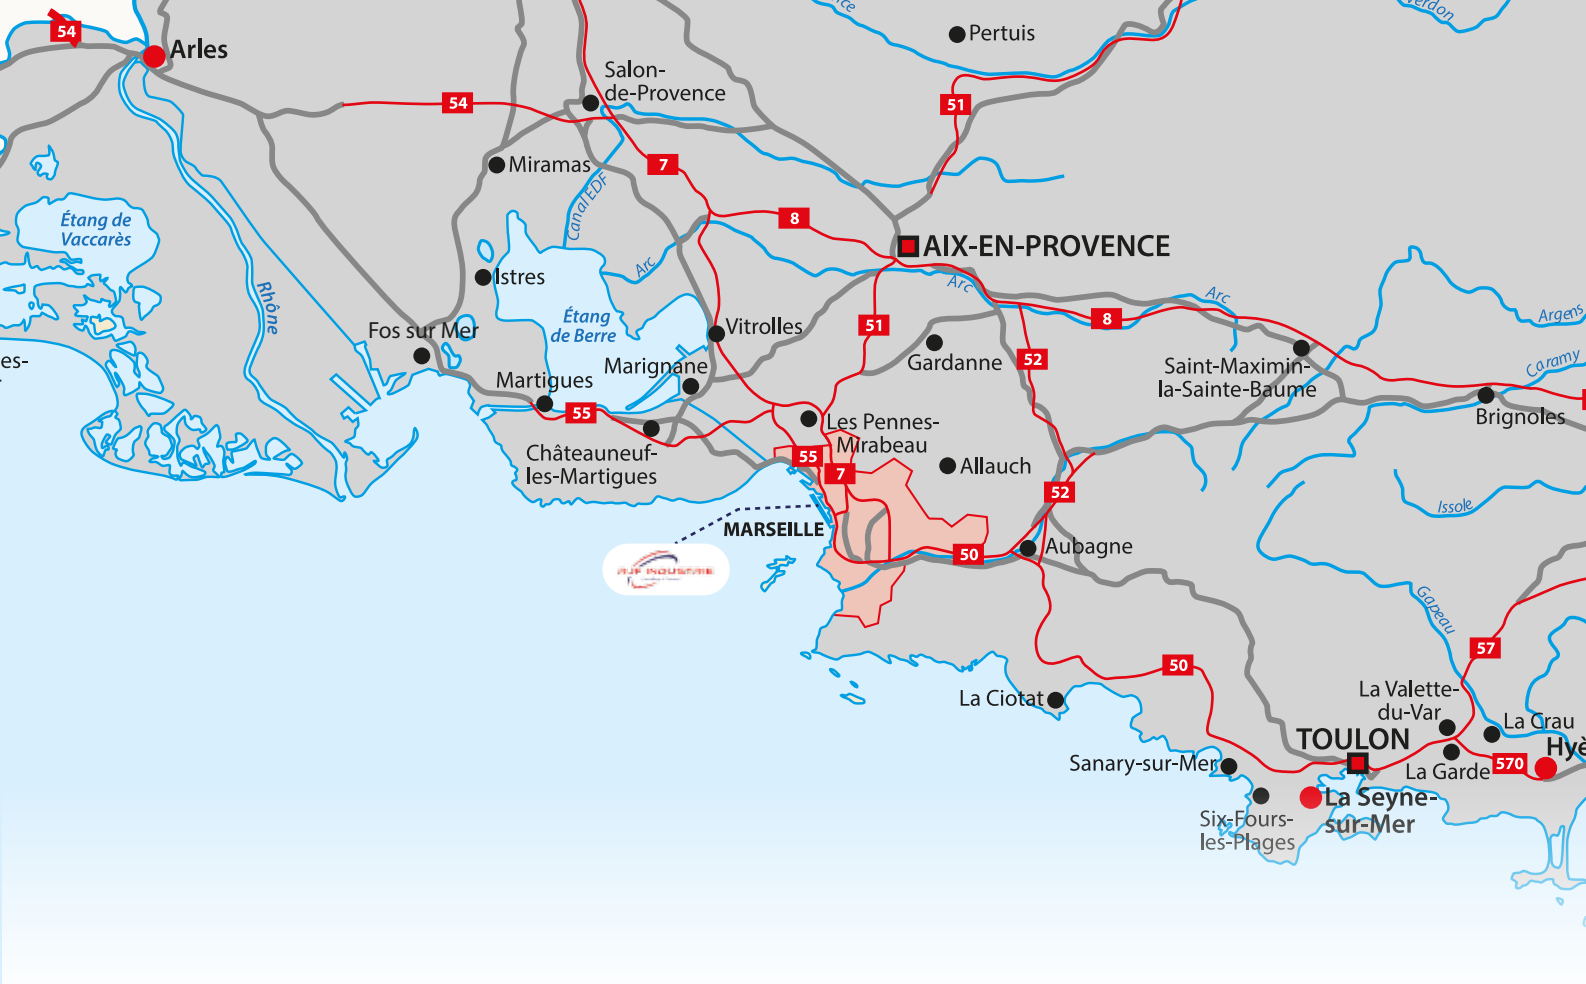 54
Arles
Pertuis
Salon-
de-Provence
54
51
7
Miramas
Étang de
Vaccarès
Canal EDF
8
AIX-EN-PROVENCE
Arc
Istres
Arc
Arc
Rhône
Étang
de Berre
Fos sur Mer
Vitrolles
51
8
Argens
Gardanne
52
Saint-Maximin-
la-Sainte-Baume
Caramy
es-
Marignane
Martigues
55
Brignoles
Les Pennes-
Mirabeau
Châteauneuf-
les-Martigues
55
7
Allauch
52
Issole
MARSEILLE
50
Aubagne
RUF INDUSTRIE
Gapeau
57
50
La Ciotat
La Valette-
du-Var
La Crau
TOULON
Hyè
Sanary-sur-Mer
La Garde
570
La Seyne-
sur-Mer
Six-Fours-
les-Plages